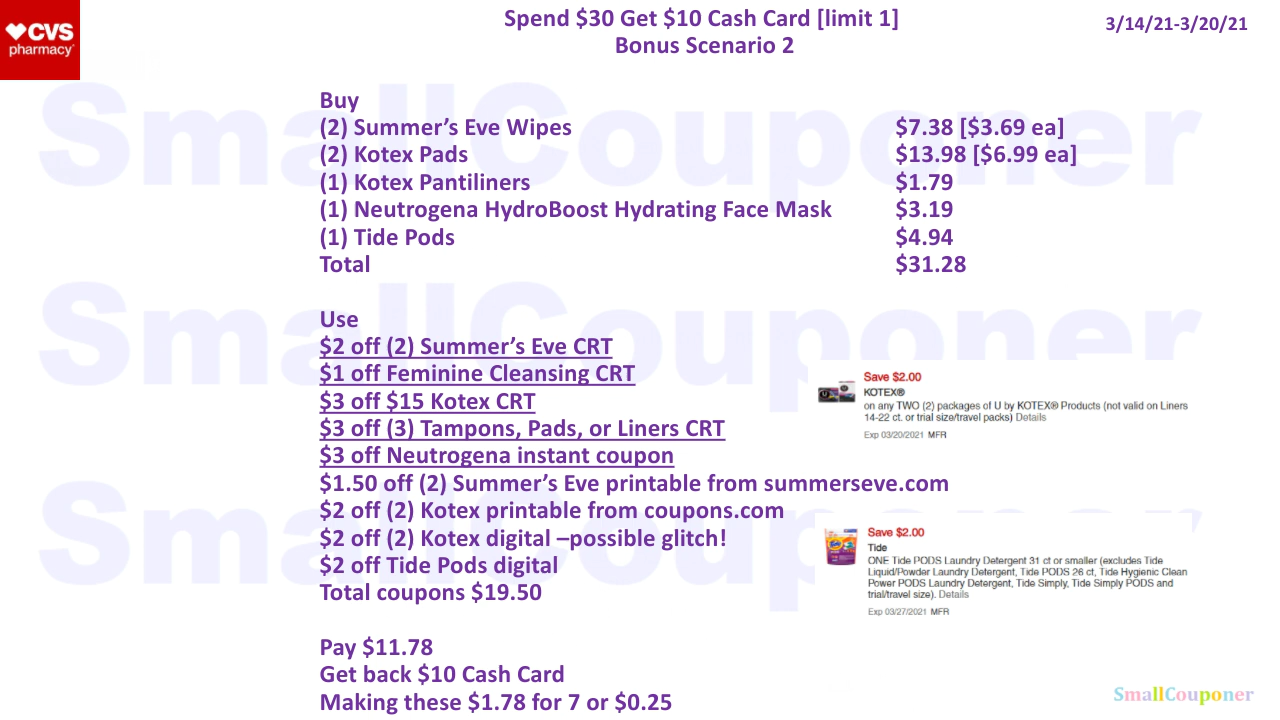 CVS
pharmacy
Spend $30 Get $10 Cash Card [limit 1]
Bonus Scenario 2
3/14/21-3/20/21
Buy
(2) Summer’s Eve Wipes $7.38 [$3.69 ea]
(2) Kotex Pads $13.98 [$6.99 ea]
(1) Kotex Pantiliners $1.79
(1) Neutrogena HydroBoost Hydrating Face Mask $3.19
(1) Tide Pods $4.94
Total $31.28
Use
$2 off (2) Summer’s Eve CRT
$1 off Feminine Cleansing CRT
$3 off $15 Kotex CRT
$3 off (3) Tampons, Pads, or Liners CRT
$3 off Neutrogena instant coupon
$1.50 off (2) Summer’s Eve printable from summerseve.com
$2 off (2) Kotex printable from coupons.com
$2 off (2) Kotex digital –possible glitch!
$2 off Tide Pods digital
Total coupons $19.50
Pay $11.78
Get back $10 Cash Card
Making these $1.78 for 7 or $0.25
Save $2.00
KOTEX®
on any TWO (2) packages of U by KOTEX® Products (not valid on Liners
14-22 ct. or trial size/travel packs) Details
Exp 03/20/2021 MFR
Save $2.00
Tide
ONE Tide PODS Laundry Detergent 31 ct or smaller (excludes Tide
Liquid/Powder Laundry Detergent, Tide PODS 26 ct, Tide Hygienic Clean
Power PODS Laundry Detergent, Tide Simply, Tide Simply PODS and
trial/travel size). Details
Exp 03/27/2021 MFR
SmallCouponer
SmallCouponer
SmallCouponer
SmallCouponer